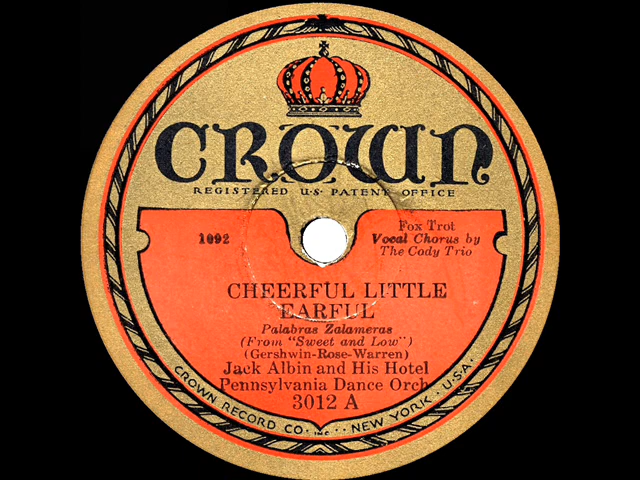 CROWN
REGISTERED U·S· PATENT OFFICE
1092
Fox Trot
Vocal Chorus by
The Cody Trio
CHEERFUL LITTLE
EARFUL
Palabras Zalameras
(From "Sweet and Low")
(Gershwin-Rose-Warren)
Jack Albin and His Hotel
Pennsylvania Dance Orch.
3012 A
CROWN RECORD CO· INC·· NEW YORK · U·S·A·